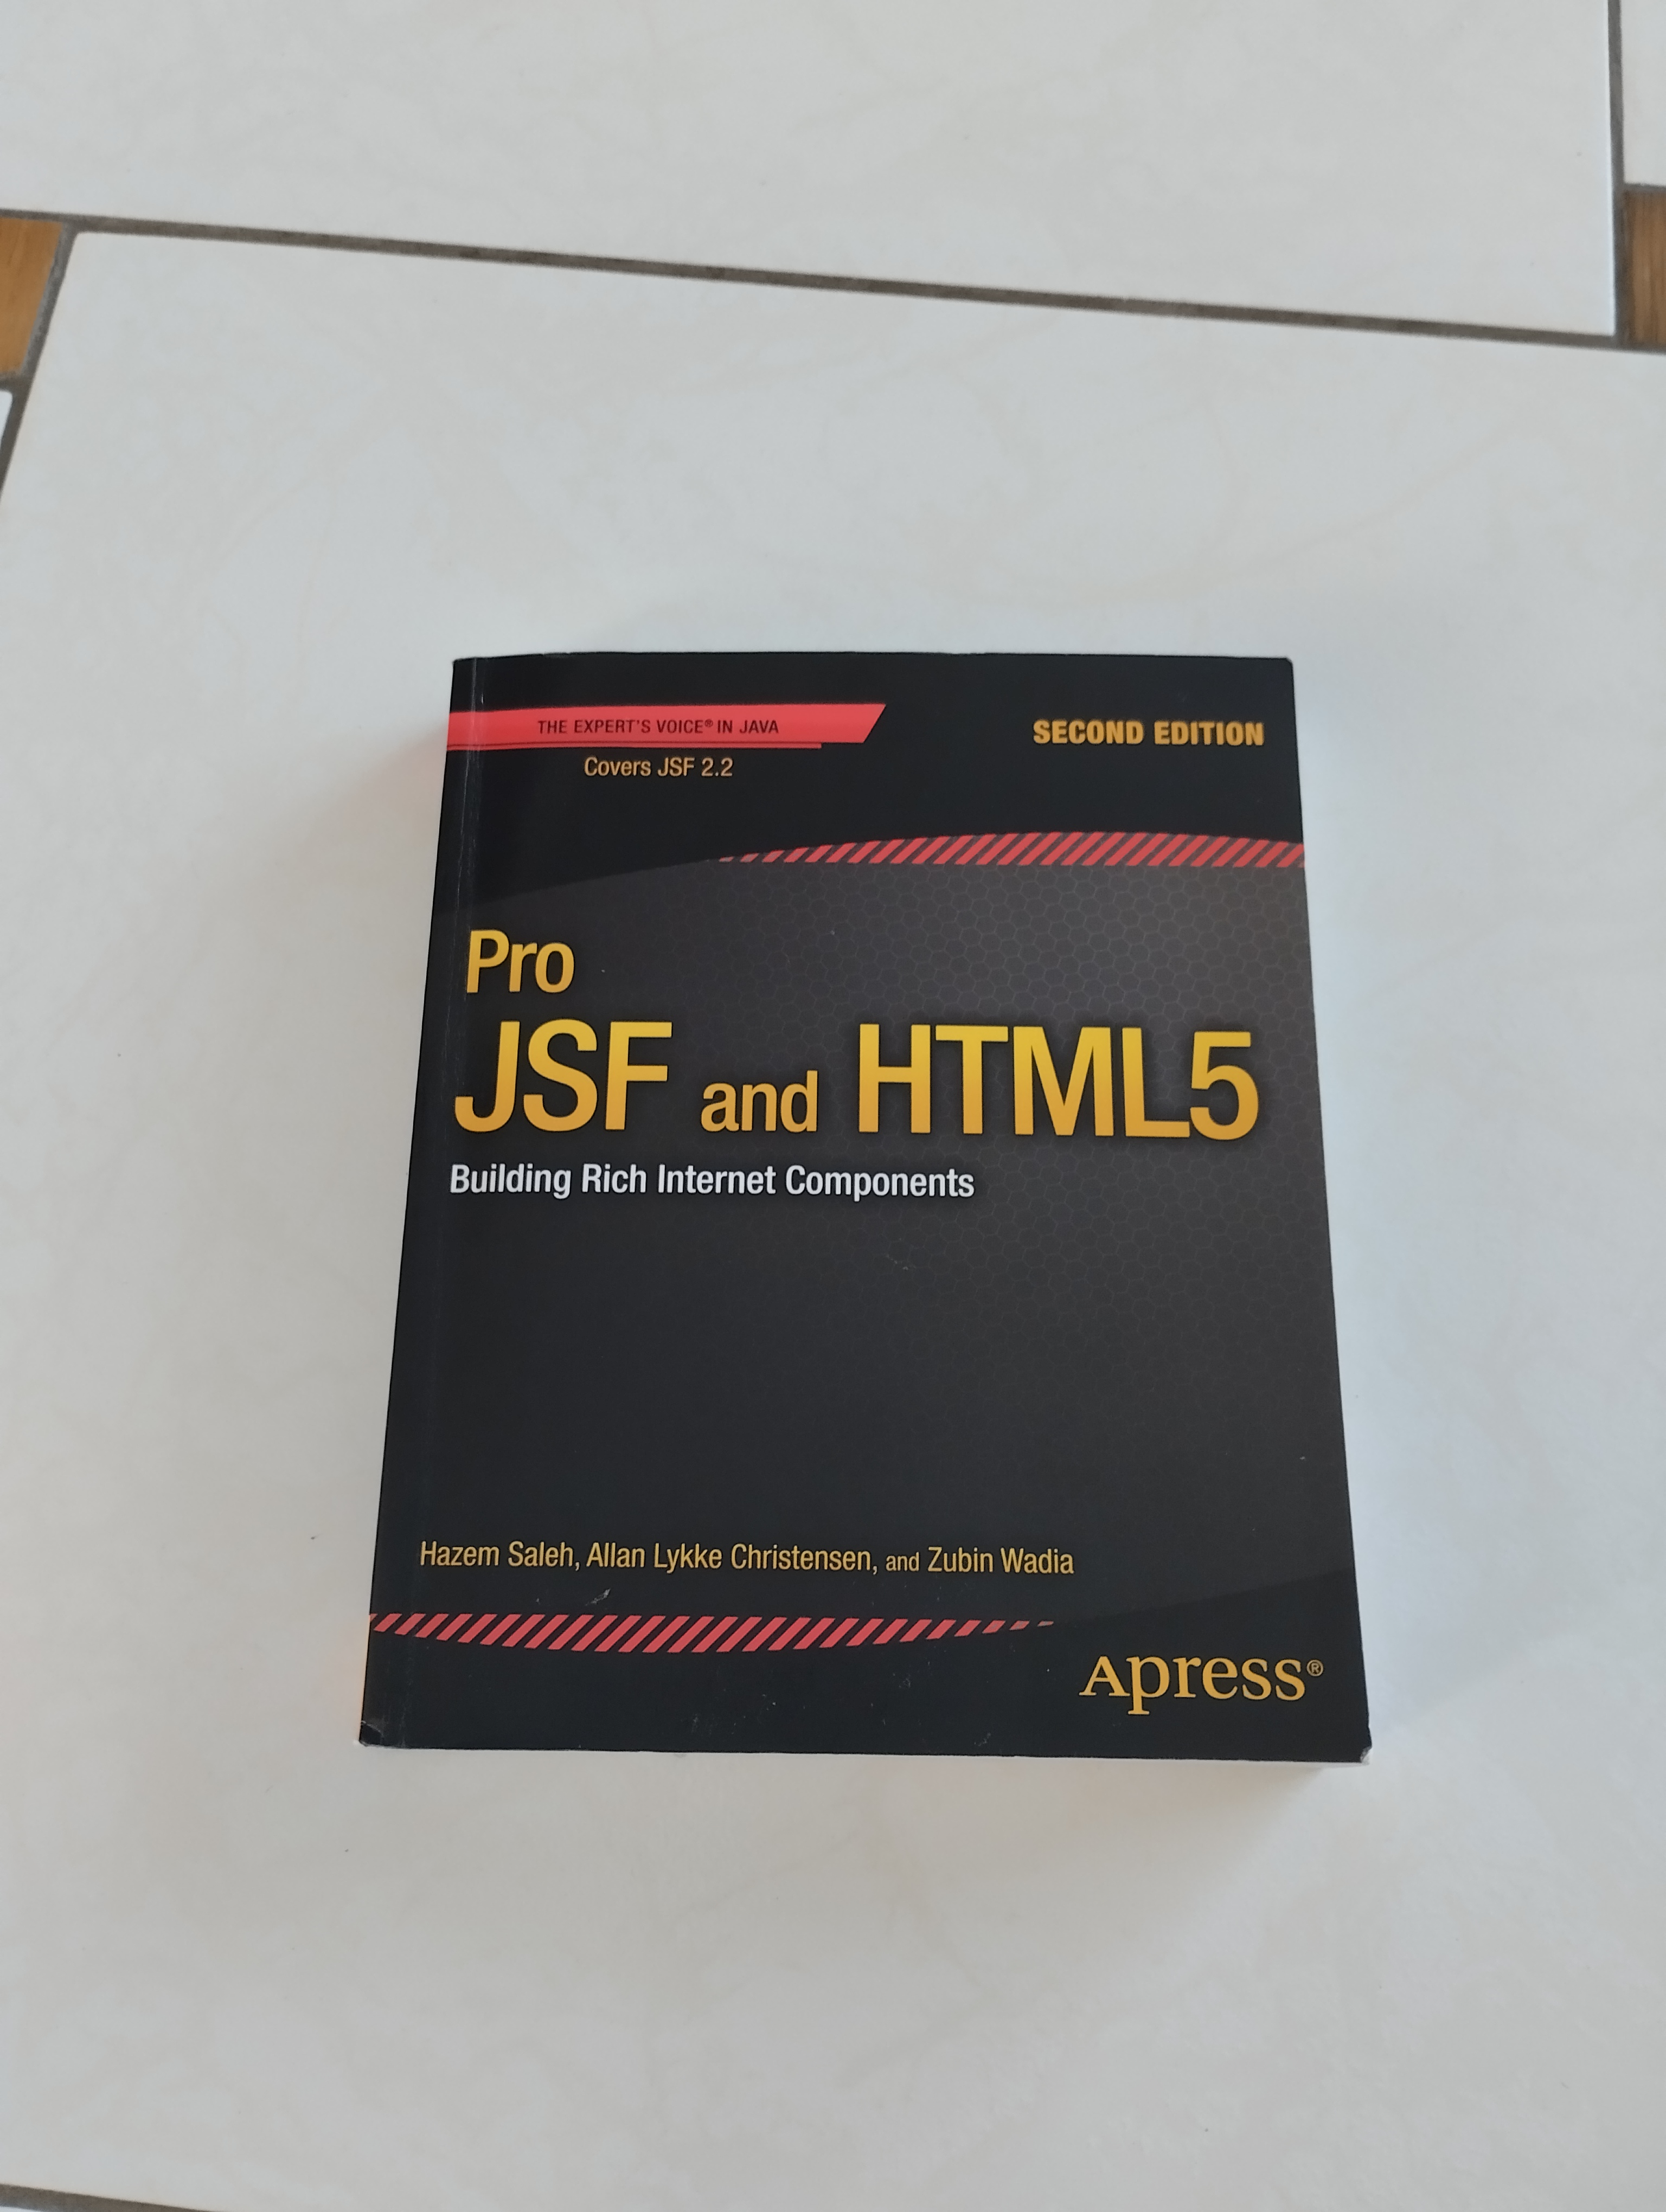 THE EXPERT'S VOICE® IN JAVA
SECOND EDITION
Covers JSF 2.2
Pro
JSF and HTML5
Building Rich Internet Components
Hazem Saleh, Allan Lykke Christensen, and Zubin Wadia
Apress®